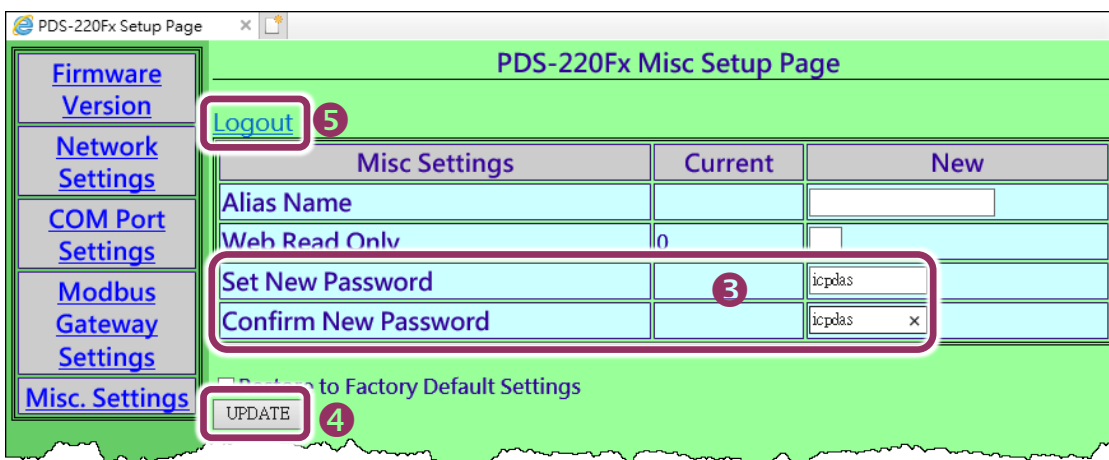 PDS-220Fx Setup Page
PDS-220Fx Misc Setup Page
Firmware
Version
Network
Settings
COM Port
Settings
Modbus
Gateway
Settings
Misc. Settings
Logout 5
Misc Settings Current New
Alias Name
Web Read Only 0
Set New Password 3 icpdas
Confirm New Password icpdas ×
Restore to Factory Default Settings
UPDATE 4